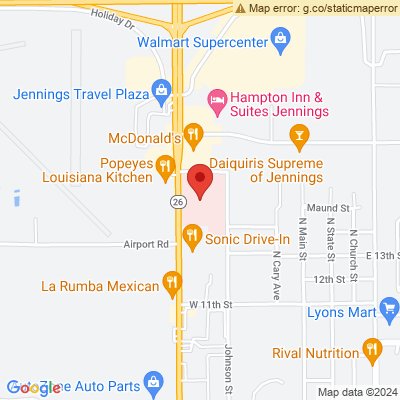 Map error: g.co/staticmaperror
Holiday Dr
Walmart Supercenter
Jennings Travel Plaza
Hampton Inn &
Suites Jennings
McDonald's
Popeyes
Louisiana Kitchen
Daiquiris Supreme
of Jennings
26
Maund St
N Main St
N State St
N Church St
Airport Rd
Sonic Drive-In
E 13th St
N Cary Ave
12th St
La Rumba Mexican
W 11th St
Lyons Mart
Johnson St
Rival Nutrition
Google
Auto Parts
Map data ©2024